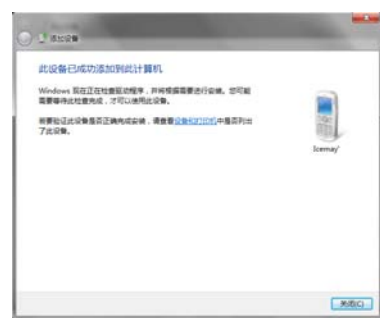 添加设备
此设备已成功添加到此计算机
Windows 现在正在检查驱动程序，并将根据需要进行安装。您可能
需要等待此检查完成，才可以使用此设备。
若要验证此设备是否正确完成安装，请查看设备和打印机中是否列出
了此设备。
Icemay'
关闭(C)